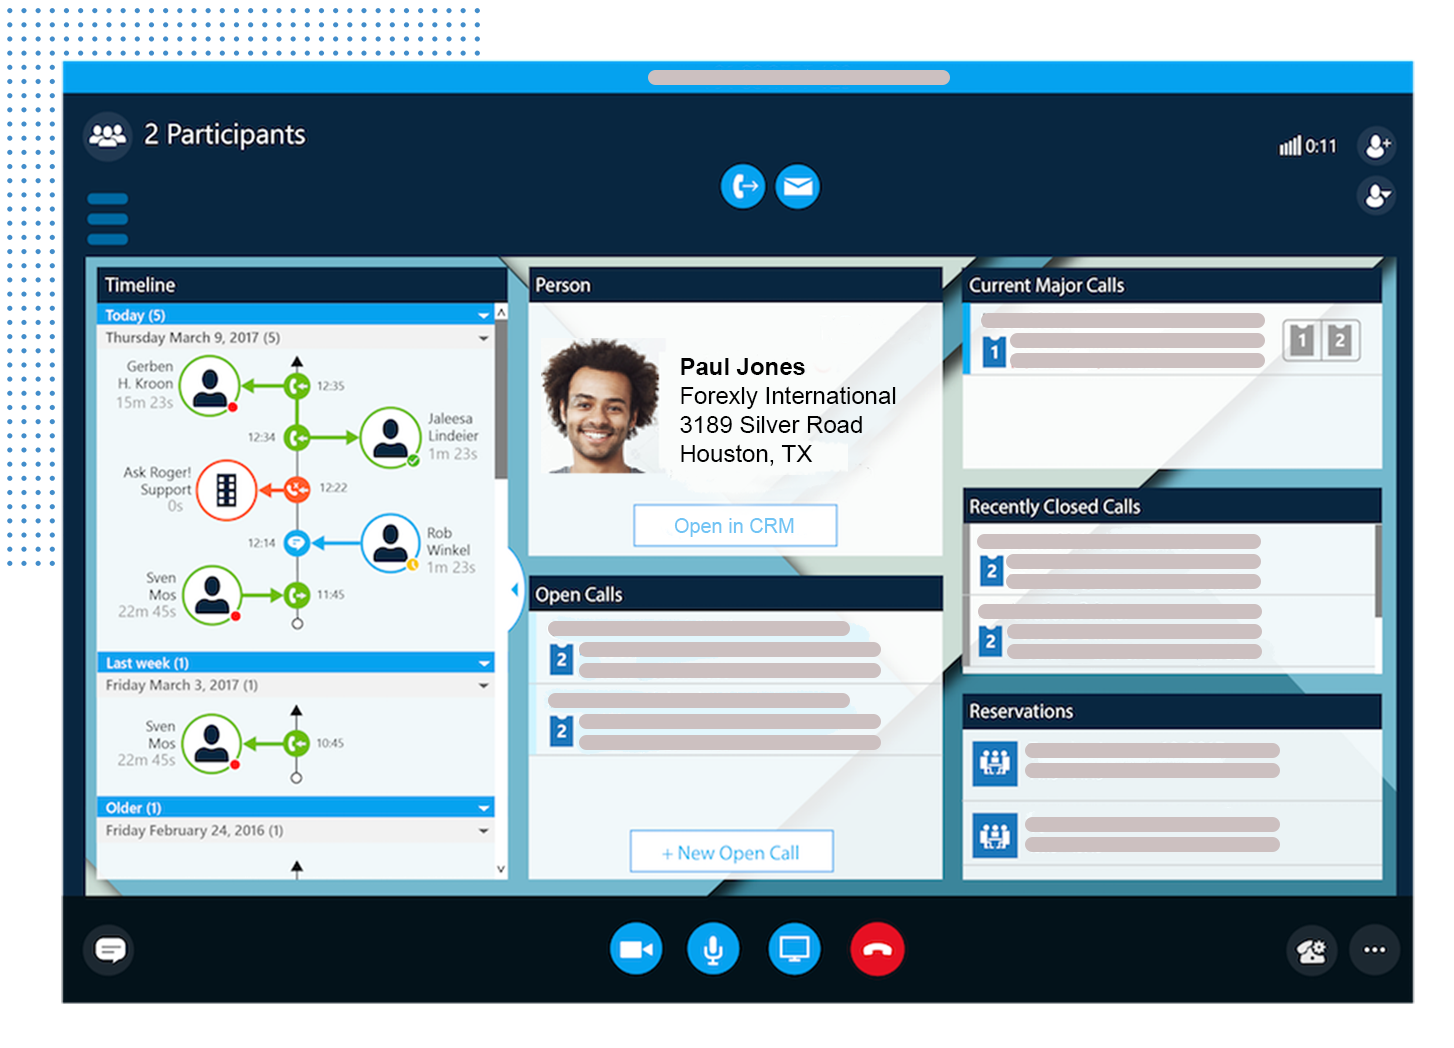 2 Participants
0:11
Timeline
Today (5)
Thursday March 9, 2017 (5)
Gerben
H. Kroon
15m 23s
12:35
12:34
Jaleesa
Lindeier
1m 23s
Ask Roger!
Support
0s
12:22
12:14
Rob
Winkel
1m 23s
Sven
Mos
22m 45s
11:45
Last week (1)
Friday March 3, 2017 (1)
Sven
Mos
22m 45s
10:45
Older (1)
Friday February 24, 2016 (1)
Person
Paul Jones
Forexly International
3189 Silver Road
Houston, TX
Open in CRM
Open Calls
2
2
+ New Open Call
Current Major Calls
1
1 2
Recently Closed Calls
2
2
Reservations